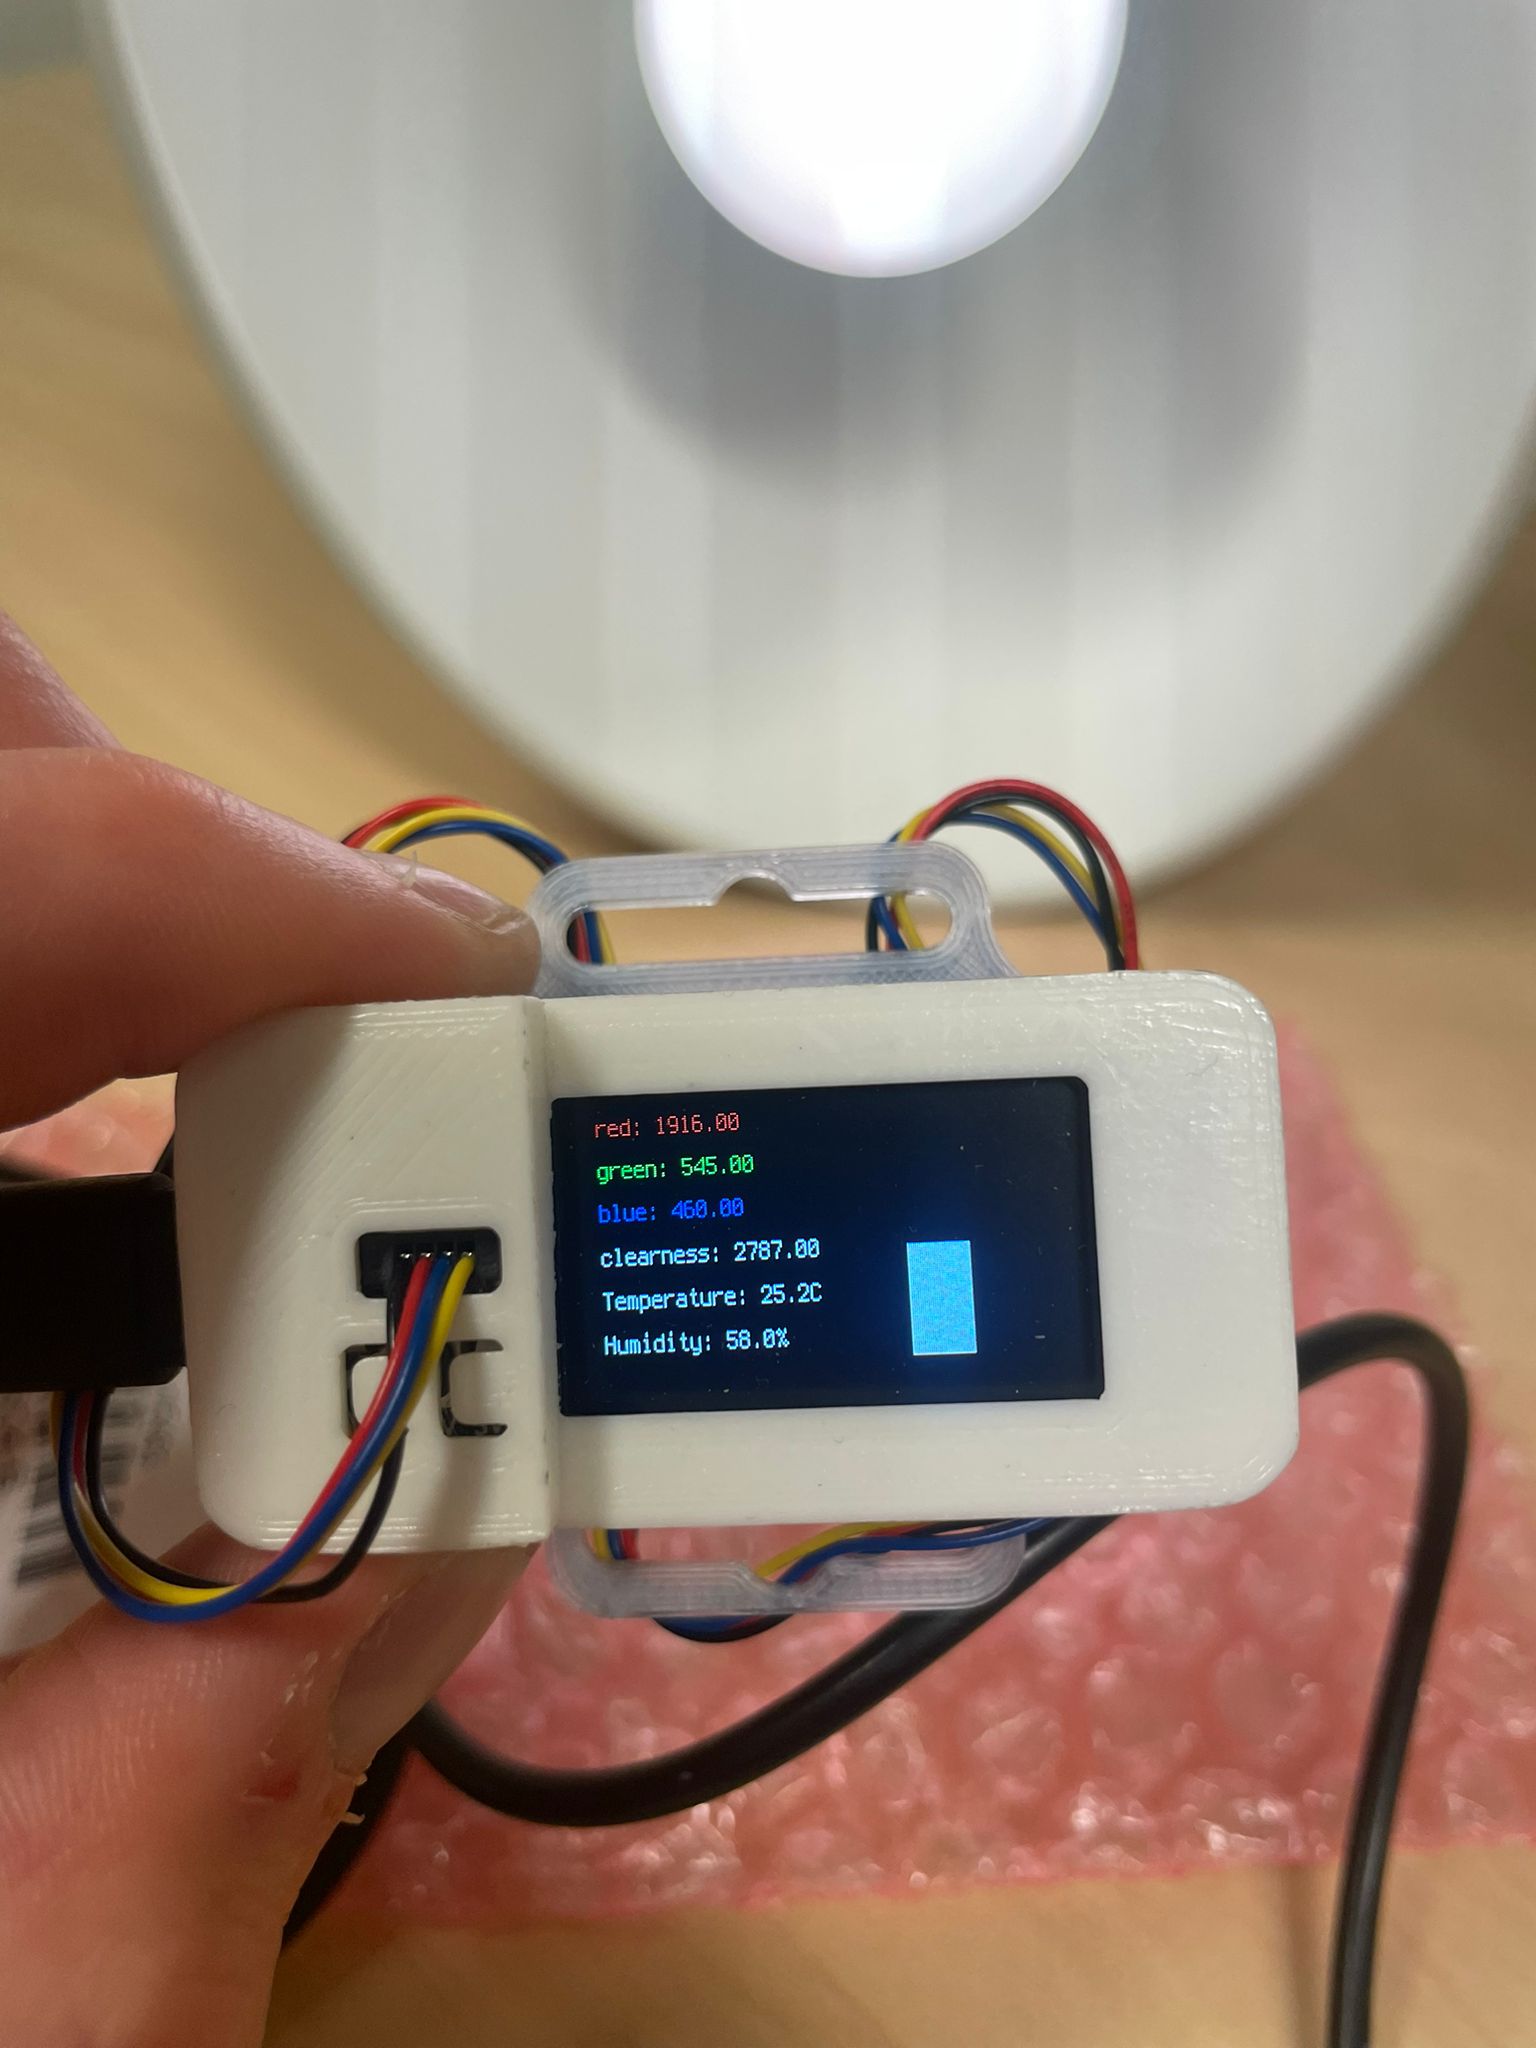 red: 1916.00
green: 545.00
blue: 460.00
clearness: 2787.00
Temperature: 25.2C
Humidity: 58.0%